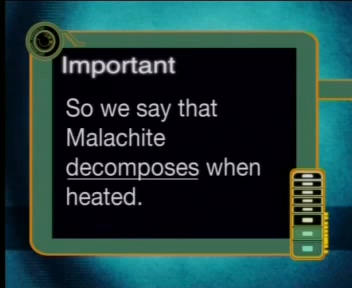 Important
So we say that
Malachite
decomposes when
heated.